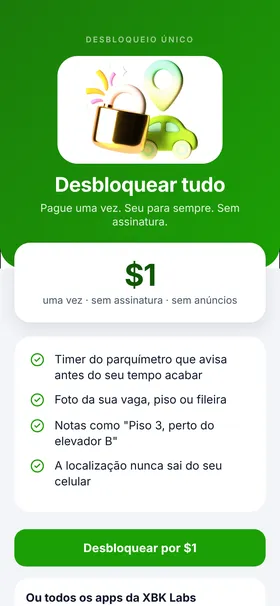 DESBLOQUEIO ÚNICO
Desbloquear tudo
Pague uma vez. Seu para sempre. Sem
assinatura.
$1
uma vez · sem assinatura · sem anúncios
Timer do parquímetro que avisa
antes do seu tempo acabar
Foto da sua vaga, piso ou fileira
Notas como "Piso 3, perto do
elevador B"
A localização nunca sai do seu
celular
Desbloquear por $1
Ou todos os apps da XBK Labs